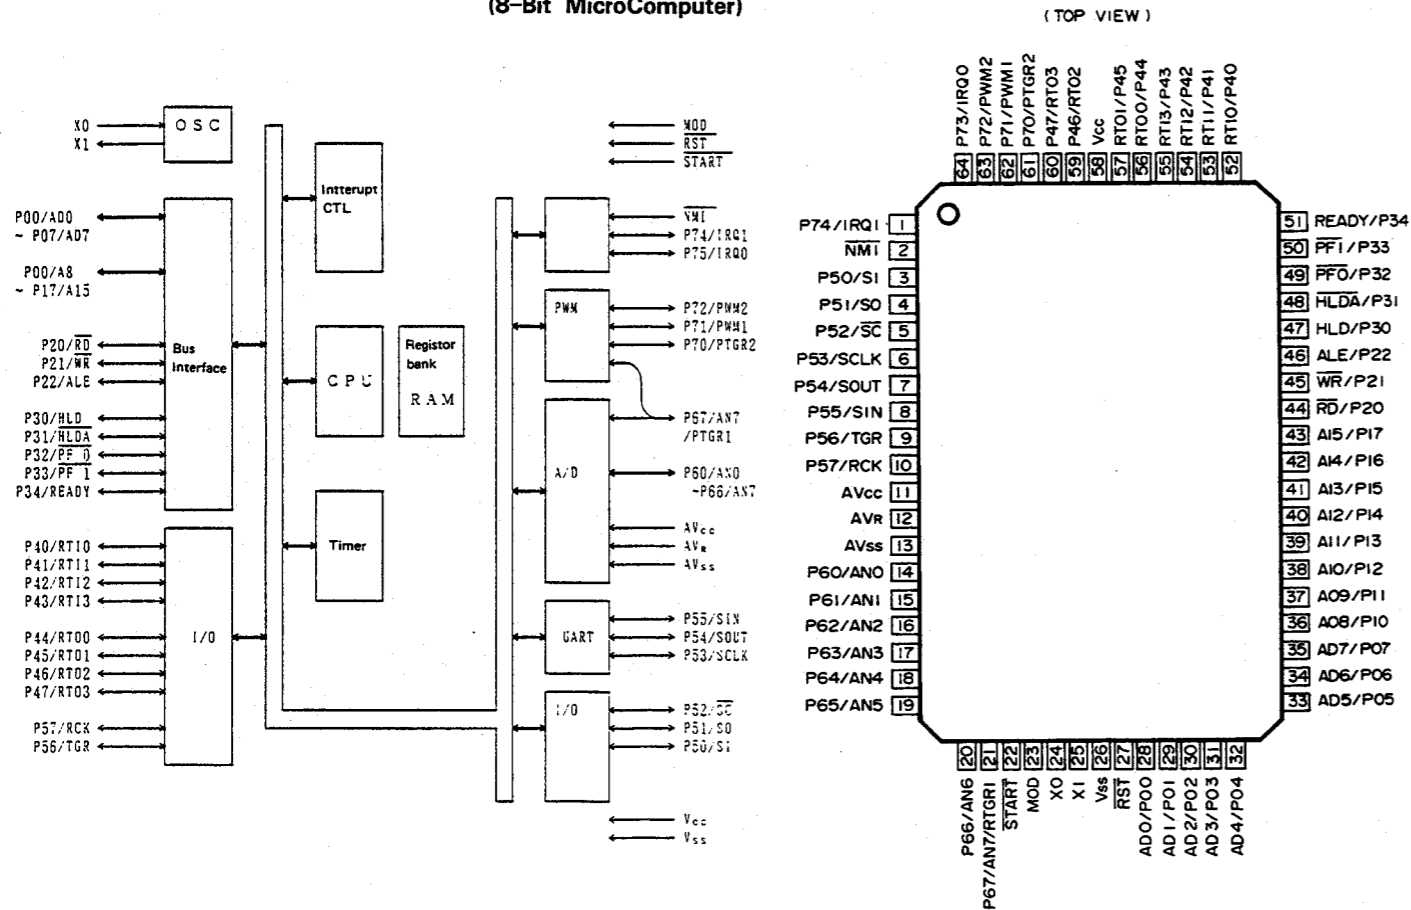 (8-Bit MicroComputer)
(TOP VIEW)
X0
X1
OSC
P00/AD0
~ P07/AD7
P00/A8
~ P17/A15
P20/RD
P21/WR
P22/ALE
P30/HLD
P31/HLDA
P32/PF 0
P33/PF 1
P34/READY
Bus
Interface
P40/RTI0
P41/RTI1
P42/RTI2
P43/RTI3
P44/RT00
P45/RT01
P46/RT02
P47/RT03
P57/RCK
P56/TGR
I/O
Intterupt
CTL
CPU
Registor
bank
RAM
Timer
MOD
RST
START
NMI
P74/IRQ1
P75/IRQ0
PWM
P72/PWM2
P71/PWM1
P70/PTGR2
A/D
P67/AN7
/PTGR1
P60/AN0
~P66/AN7
AVcc
AVR
AVss
UART
P55/SIN
P54/SOUT
P53/SCLK
I/O
P52/SC
P51/SO
P50/SI
Vcc
Vss
P73/IRQ0
P72/PWM2
P71/PWM1
P70/PTGR2
P47/RTO3
P46/RTO2
Vcc
RTO1/P45
RTO0/P44
RTI3/P43
RTI2/P42
RTI1/P41
RTI0/P40
64 63 62 61 60 59 58 57 56 55 54 53 52
P74/IRQ1 1
NMI 2
P50/SI 3
P51/SO 4
P52/SC 5
P53/SCLK 6
P54/SOUT 7
P55/SIN 8
P56/TGR 9
P57/RCK 10
AVcc 11
AVR 12
AVss 13
P60/AN0 14
P61/AN1 15
P62/AN2 16
P63/AN3 17
P64/AN4 18
P65/AN5 19
51 READY/P34
50 PF1/P33
49 PF0/P32
48 HLDA/P31
47 HLD/P30
46 ALE/P22
45 WR/P21
44 RD/P20
43 A15/P17
42 A14/P16
41 A13/P15
40 A12/P14
39 A11/P13
38 A10/P12
37 A09/P11
36 A08/P10
35 AD7/P07
34 AD6/P06
33 AD5/P05
20 21 22 23 24 25 26 27 28 29 30 31 32
P66/AN6
P67/AN7/RTGR1
START
MOD
X0
X1
Vss
RST
AD0/P00
AD1/P01
AD2/P02
AD3/P03
AD4/P04